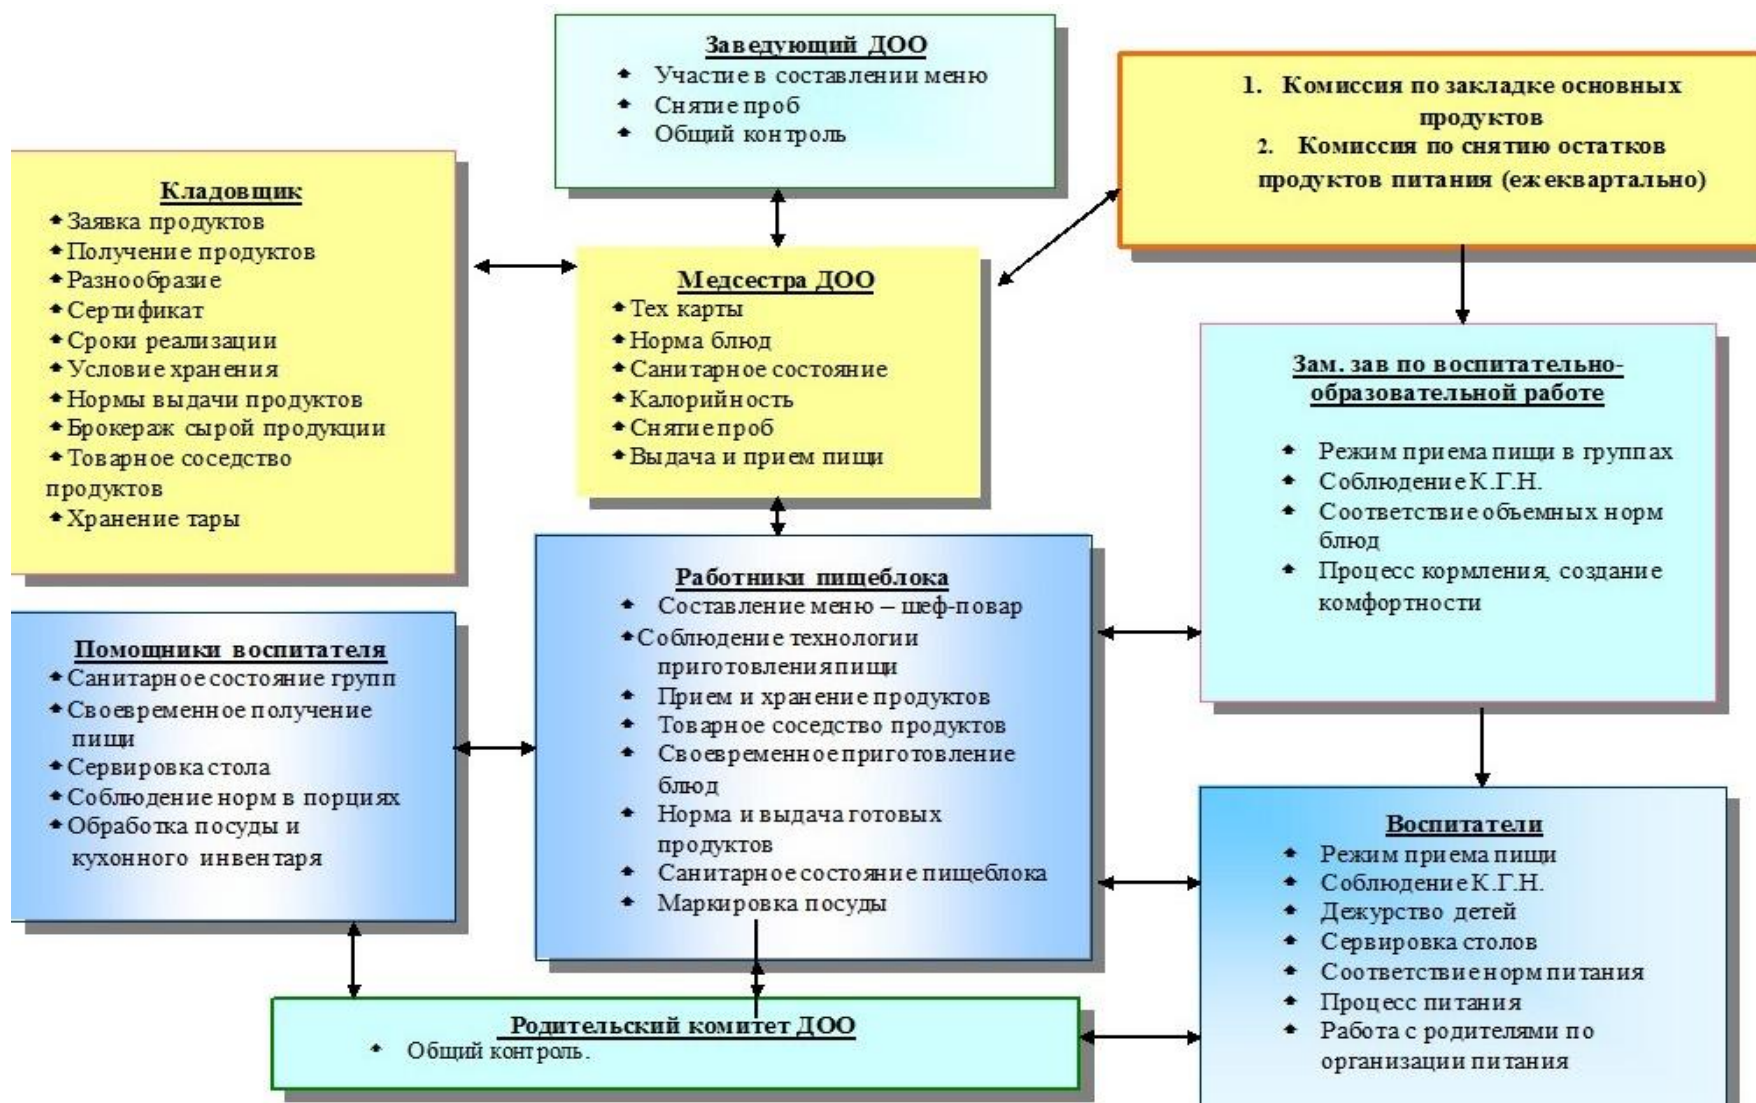 Заведующий ДОО
Участие в составлении меню
Снятие проб
Общий контроль
1. Комиссия по закладке основных
продуктов
2. Комиссия по снятию остатков
продуктов питания (ежеквартально)
Кладовщик
Заявка продуктов
Получение продуктов
Разнообразие
Сертификат
Сроки реализации
Условие хранения
Нормы выдачи продуктов
Брокераж сырой продукции
Товарное соседство
продуктов
Хранение тары
Медсестра ДОО
Тех карты
Норма блюд
Санитарное состояние
Калорийность
Снятие проб
Выдача и прием пищи
Зам. зав по воспитательно-
образовательной работе
Режим приема пищи в группах
Соблюдение К.Г.Н.
Соответствие объемных норм
блюд
Процесс кормления, создание
комфортности
Работники пищеблока
Составление меню – шеф-повар
Соблюдение технологии
приготовления пищи
Прием и хранение продуктов
Товарное соседство продуктов
Своевременное приготовление
блюд
Норма и выдача готовых
продуктов
Санитарное состояние пищеблока
Маркировка посуды
Помощники воспитателя
Санитарное состояние групп
Своевременное получение
пищи
Сервировка стола
Соблюдение норм в порциях
Обработка посуды и
кухонного инвентаря
Воспитатели
Режим приема пищи
Соблюдение К.Г.Н.
Дежурство детей
Сервировка столов
Соответствие норм питания
Процесс питания
Работа с родителями по
организации питания
Родительский комитет ДОО
Общий контроль.